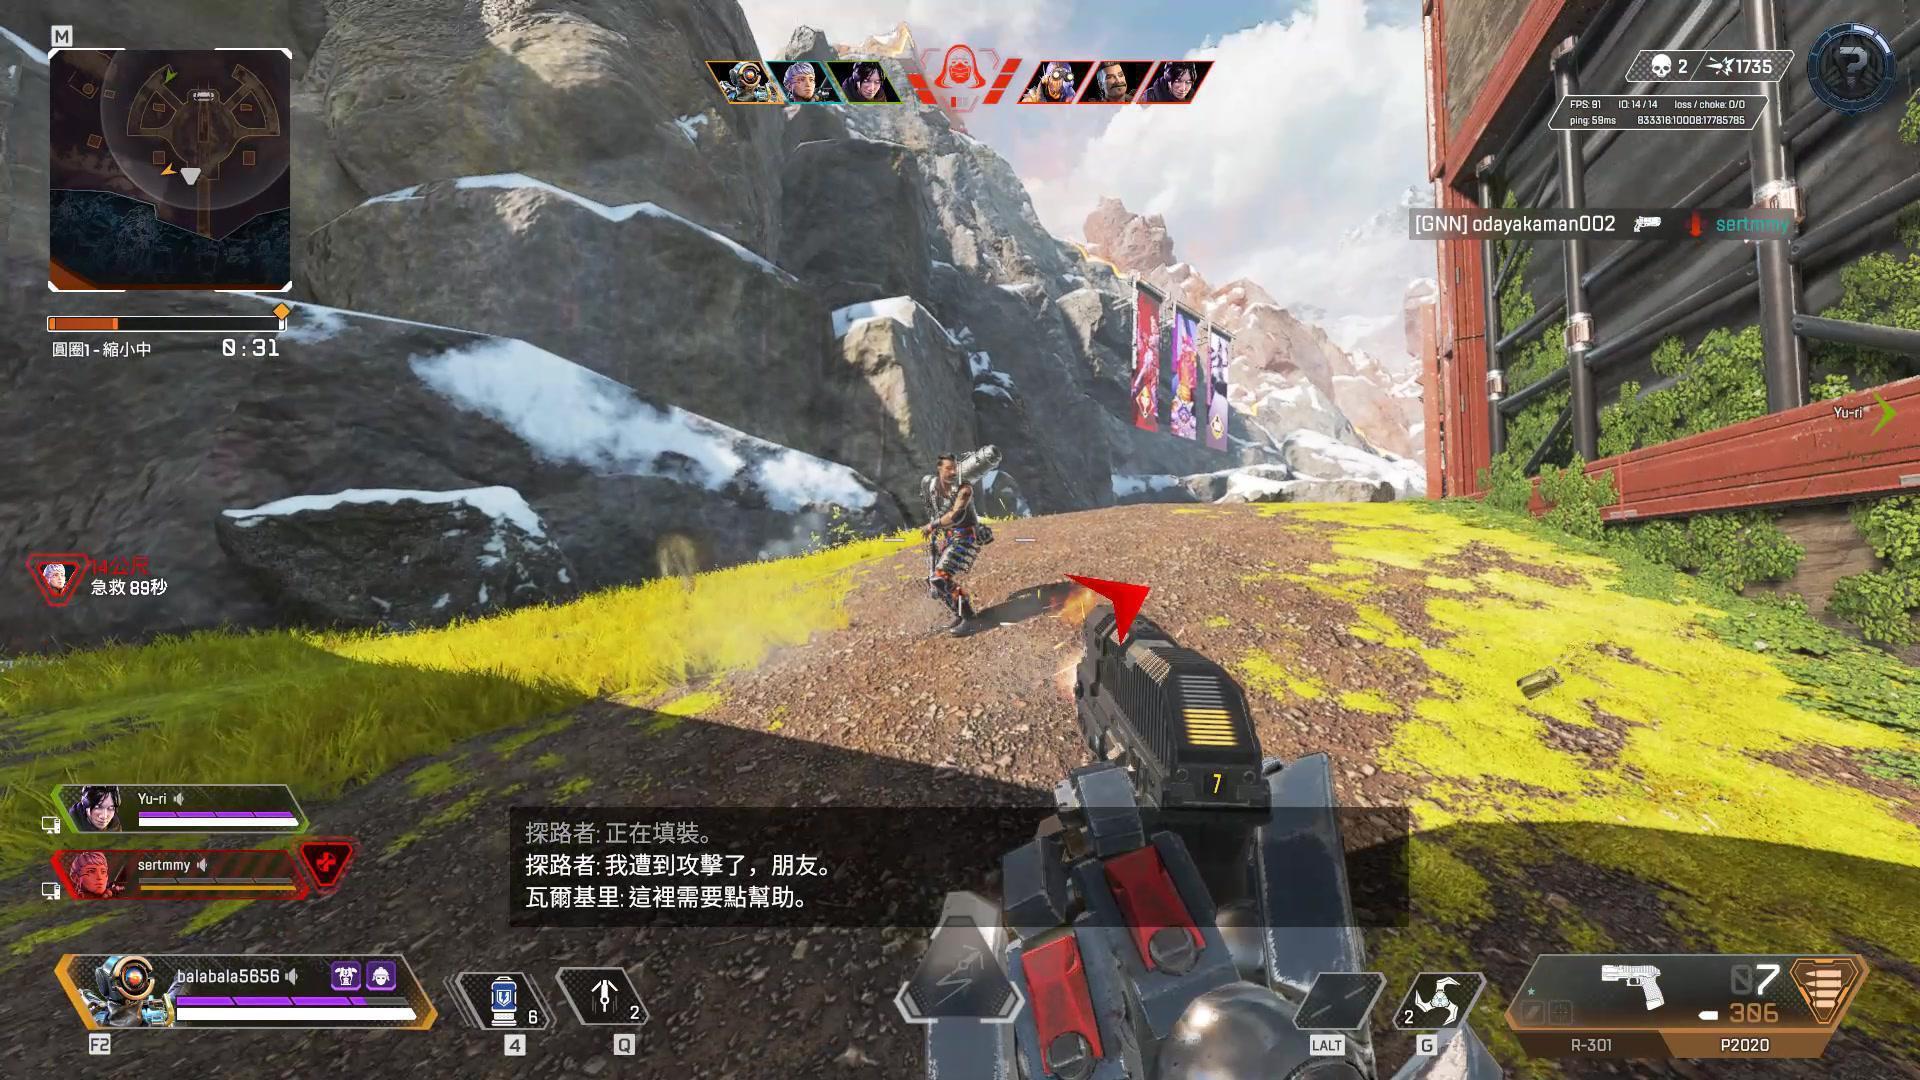 M
2
1735
FPS: 91 IO: 14 / 14 loss / choke: 0/0
ping: 59ms 833316:10008:17785785
[GNN] odayakaman002 sertmmy
圓圈1 - 縮小中 0:31
Yu-ri
14公尺
急救 89秒
7
Yu-ri
sertmmy
探路者: 正在填裝。
探路者: 我遭到攻擊了，朋友。
瓦爾基里: 這裡需要點幫助。
balabala5656
F2
6
4
2
Q
LALT
2
G
07
306
R-301
P2020